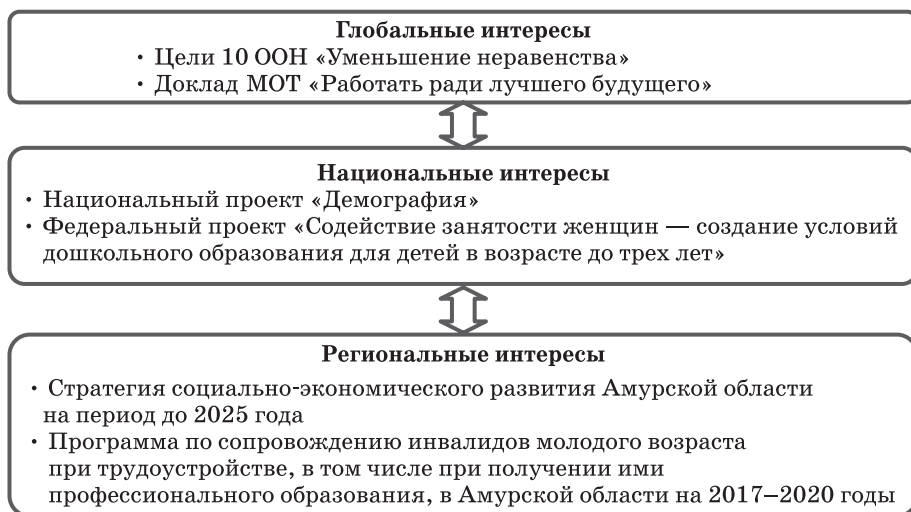 Глобальные интересы
• Цели 10 ООН «Уменьшение неравенства»
• Доклад МОТ «Работать ради лучшего будущего»
Национальные интересы
• Национальный проект «Демография»
• Федеральный проект «Содействие занятости женщин — создание условий
дошкольного образования для детей в возрасте до трех лет»
Региональные интересы
• Стратегия социально-экономического развития Амурской области
на период до 2025 года
• Программа по сопровождению инвалидов молодого возраста
при трудоустройстве, в том числе при получении ими
профессионального образования, в Амурской области на 2017–2020 годы